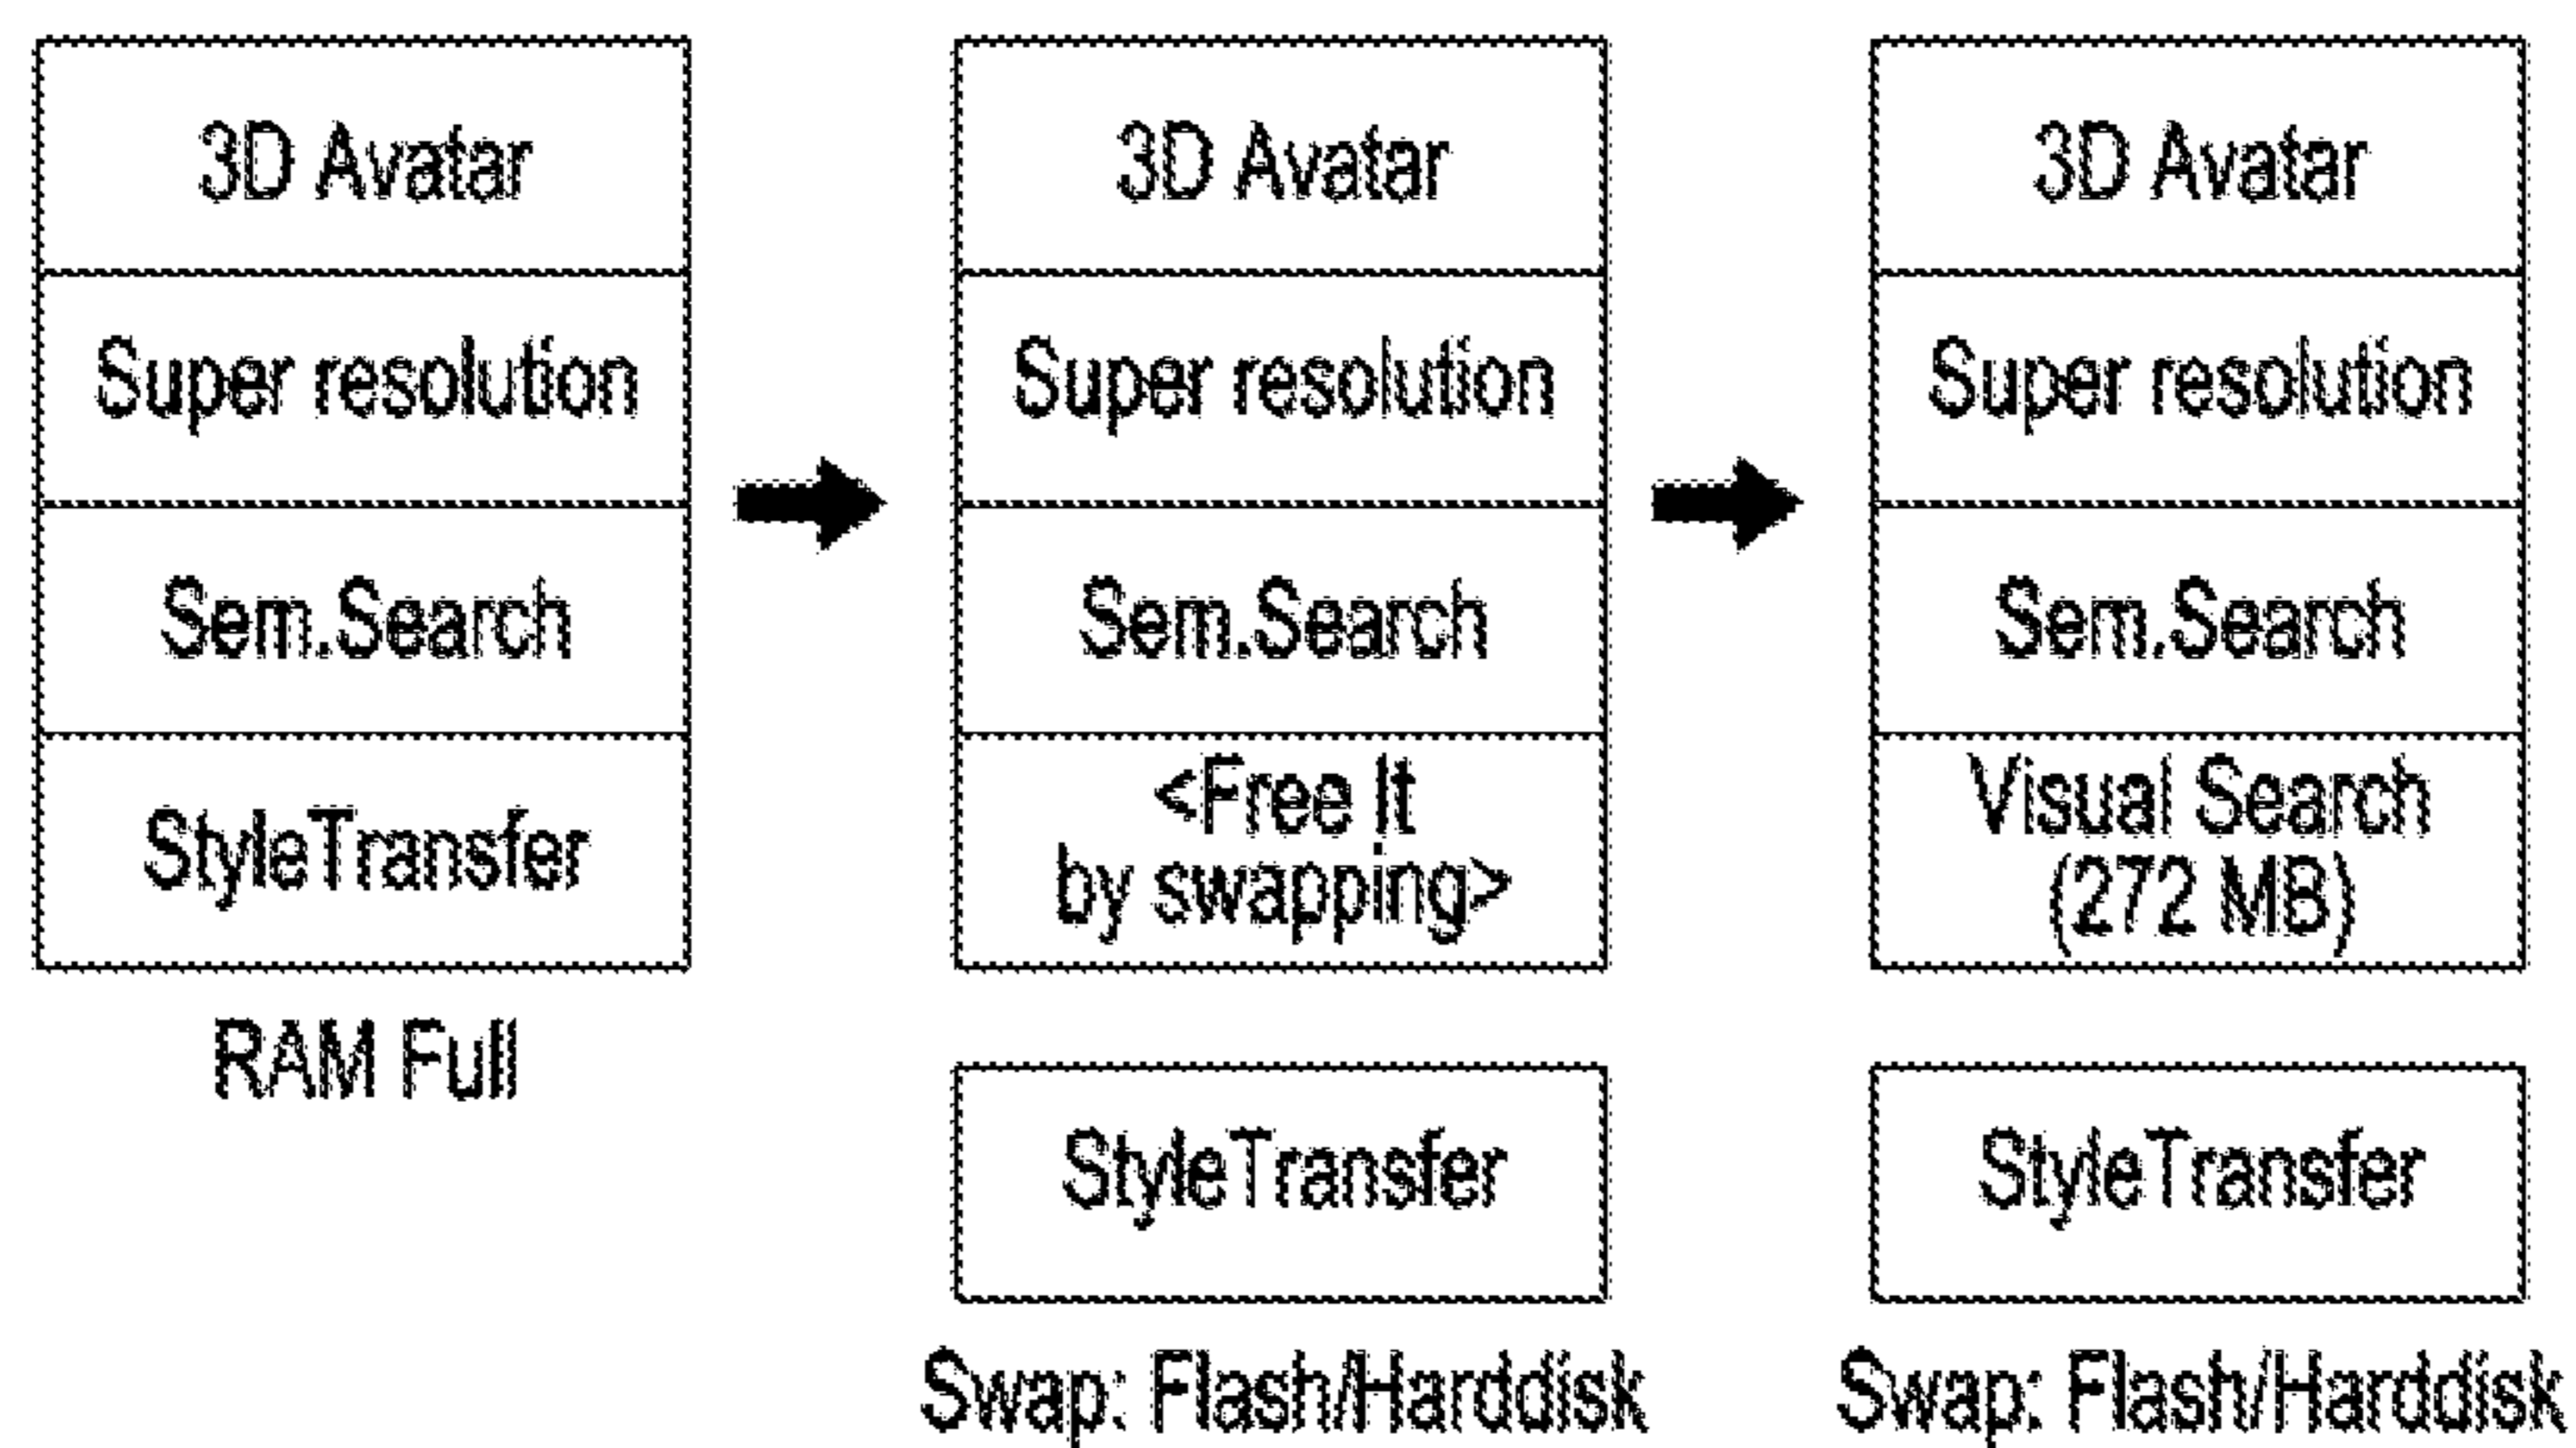 3D Avatar
Super resolution
Sem.Search
StyleTransfer
RAM Full
3D Avatar
Super resolution
Sem.Search
<Free It
by swapping>
StyleTransfer
Swap: Flash/Harddisk
3D Avatar
Super resolution
Sem.Search
Visual Search
(272 MB)
StyleTransfer
Swap: Flash/Harddisk